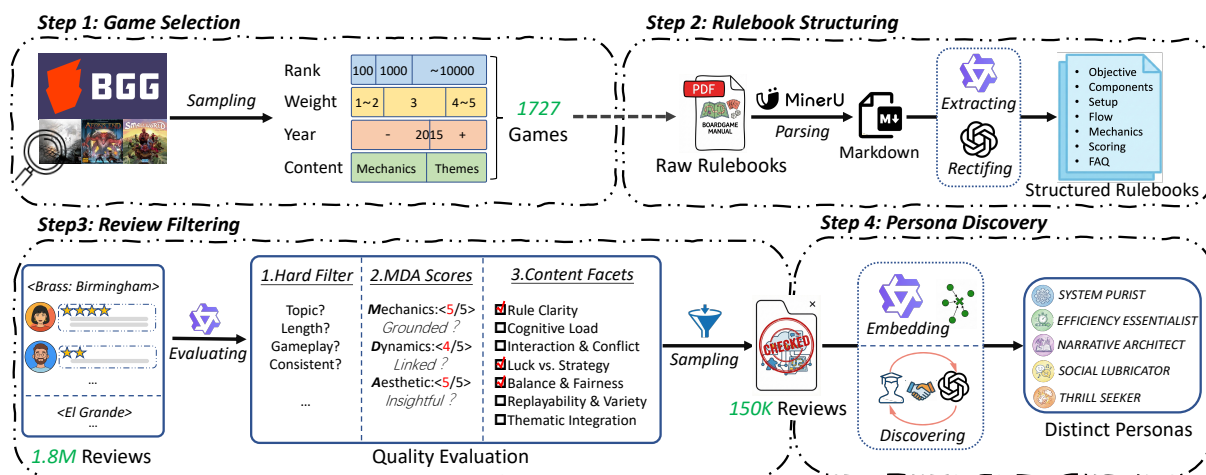 Step 1: Game Selection
BGG
Sampling
Rank
100 1000 ~10000
Weight
1~2 3 4~5
Year
- 2015 +
Content
Mechanics Themes
1727
Games
Step 2: Rulebook Structuring
PDF
BOARDGAME
MANUAL
Raw Rulebooks
MinerU
Parsing
M
Markdown
Extracting
Rectifing
• Objective
• Components
• Setup
• Flow
• Mechanics
• Scoring
• FAQ
Structured Rulebooks
Step3: Review Filtering
<Brass: Birmingham>
...
<El Grande>
...
1.8M Reviews
Evaluating
1.Hard Filter
Topic?
Length?
Gameplay?
Consistent?
...
2.MDA Scores
Mechanics:<5/5>
Grounded ?
Dynamics:<4/5>
Linked ?
Aesthetic:<5/5>
Insightful ?
3.Content Facets
Rule Clarity
Cognitive Load
Interaction & Conflict
Luck vs. Strategy
Balance & Fairness
Replayability & Variety
Thematic Integration
Quality Evaluation
Sampling
CHECKED
150K Reviews
Step 4: Persona Discovery
Embedding
Discovering
SYSTEM PURIST
EFFICIENCY ESSENTIALIST
NARRATIVE ARCHITECT
SOCIAL LUBRICATOR
THRILL SEEKER
Distinct Personas